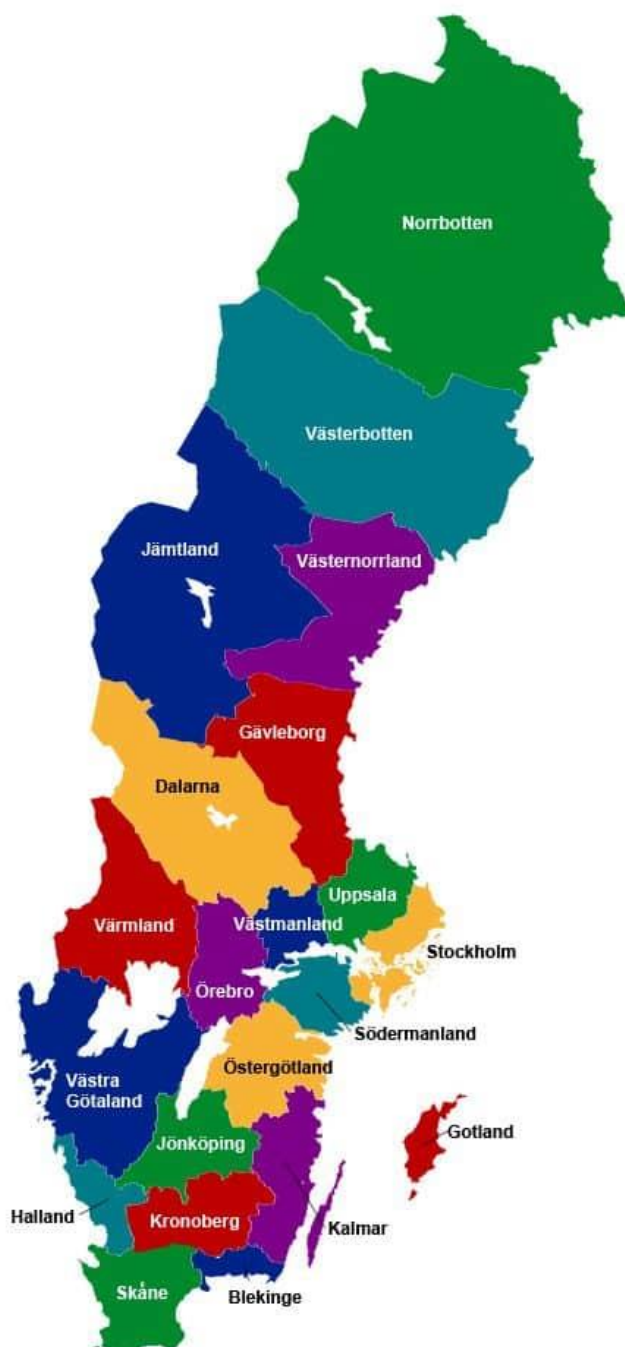 Norrbotten
Västerbotten
Jämtland
Västernorrland
Gävleborg
Dalarna
Uppsala
Värmland
Västmanland
Stockholm
Örebro
Södermanland
Östergötland
Västra
Götaland
Gotland
Jönköping
Halland
Kronoberg
Kalmar
Skåne
Blekinge